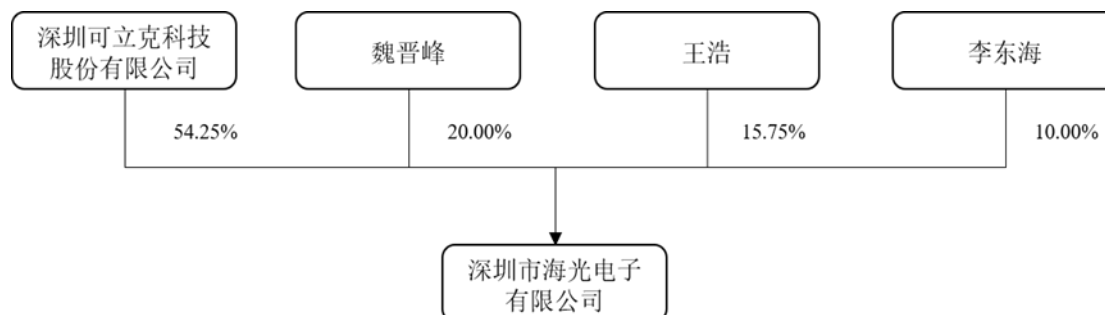 深圳可立克科技
股份有限公司
魏晋峰
王浩
李东海
54.25%
20.00%
15.75%
10.00%
深圳市海光电子
有限公司